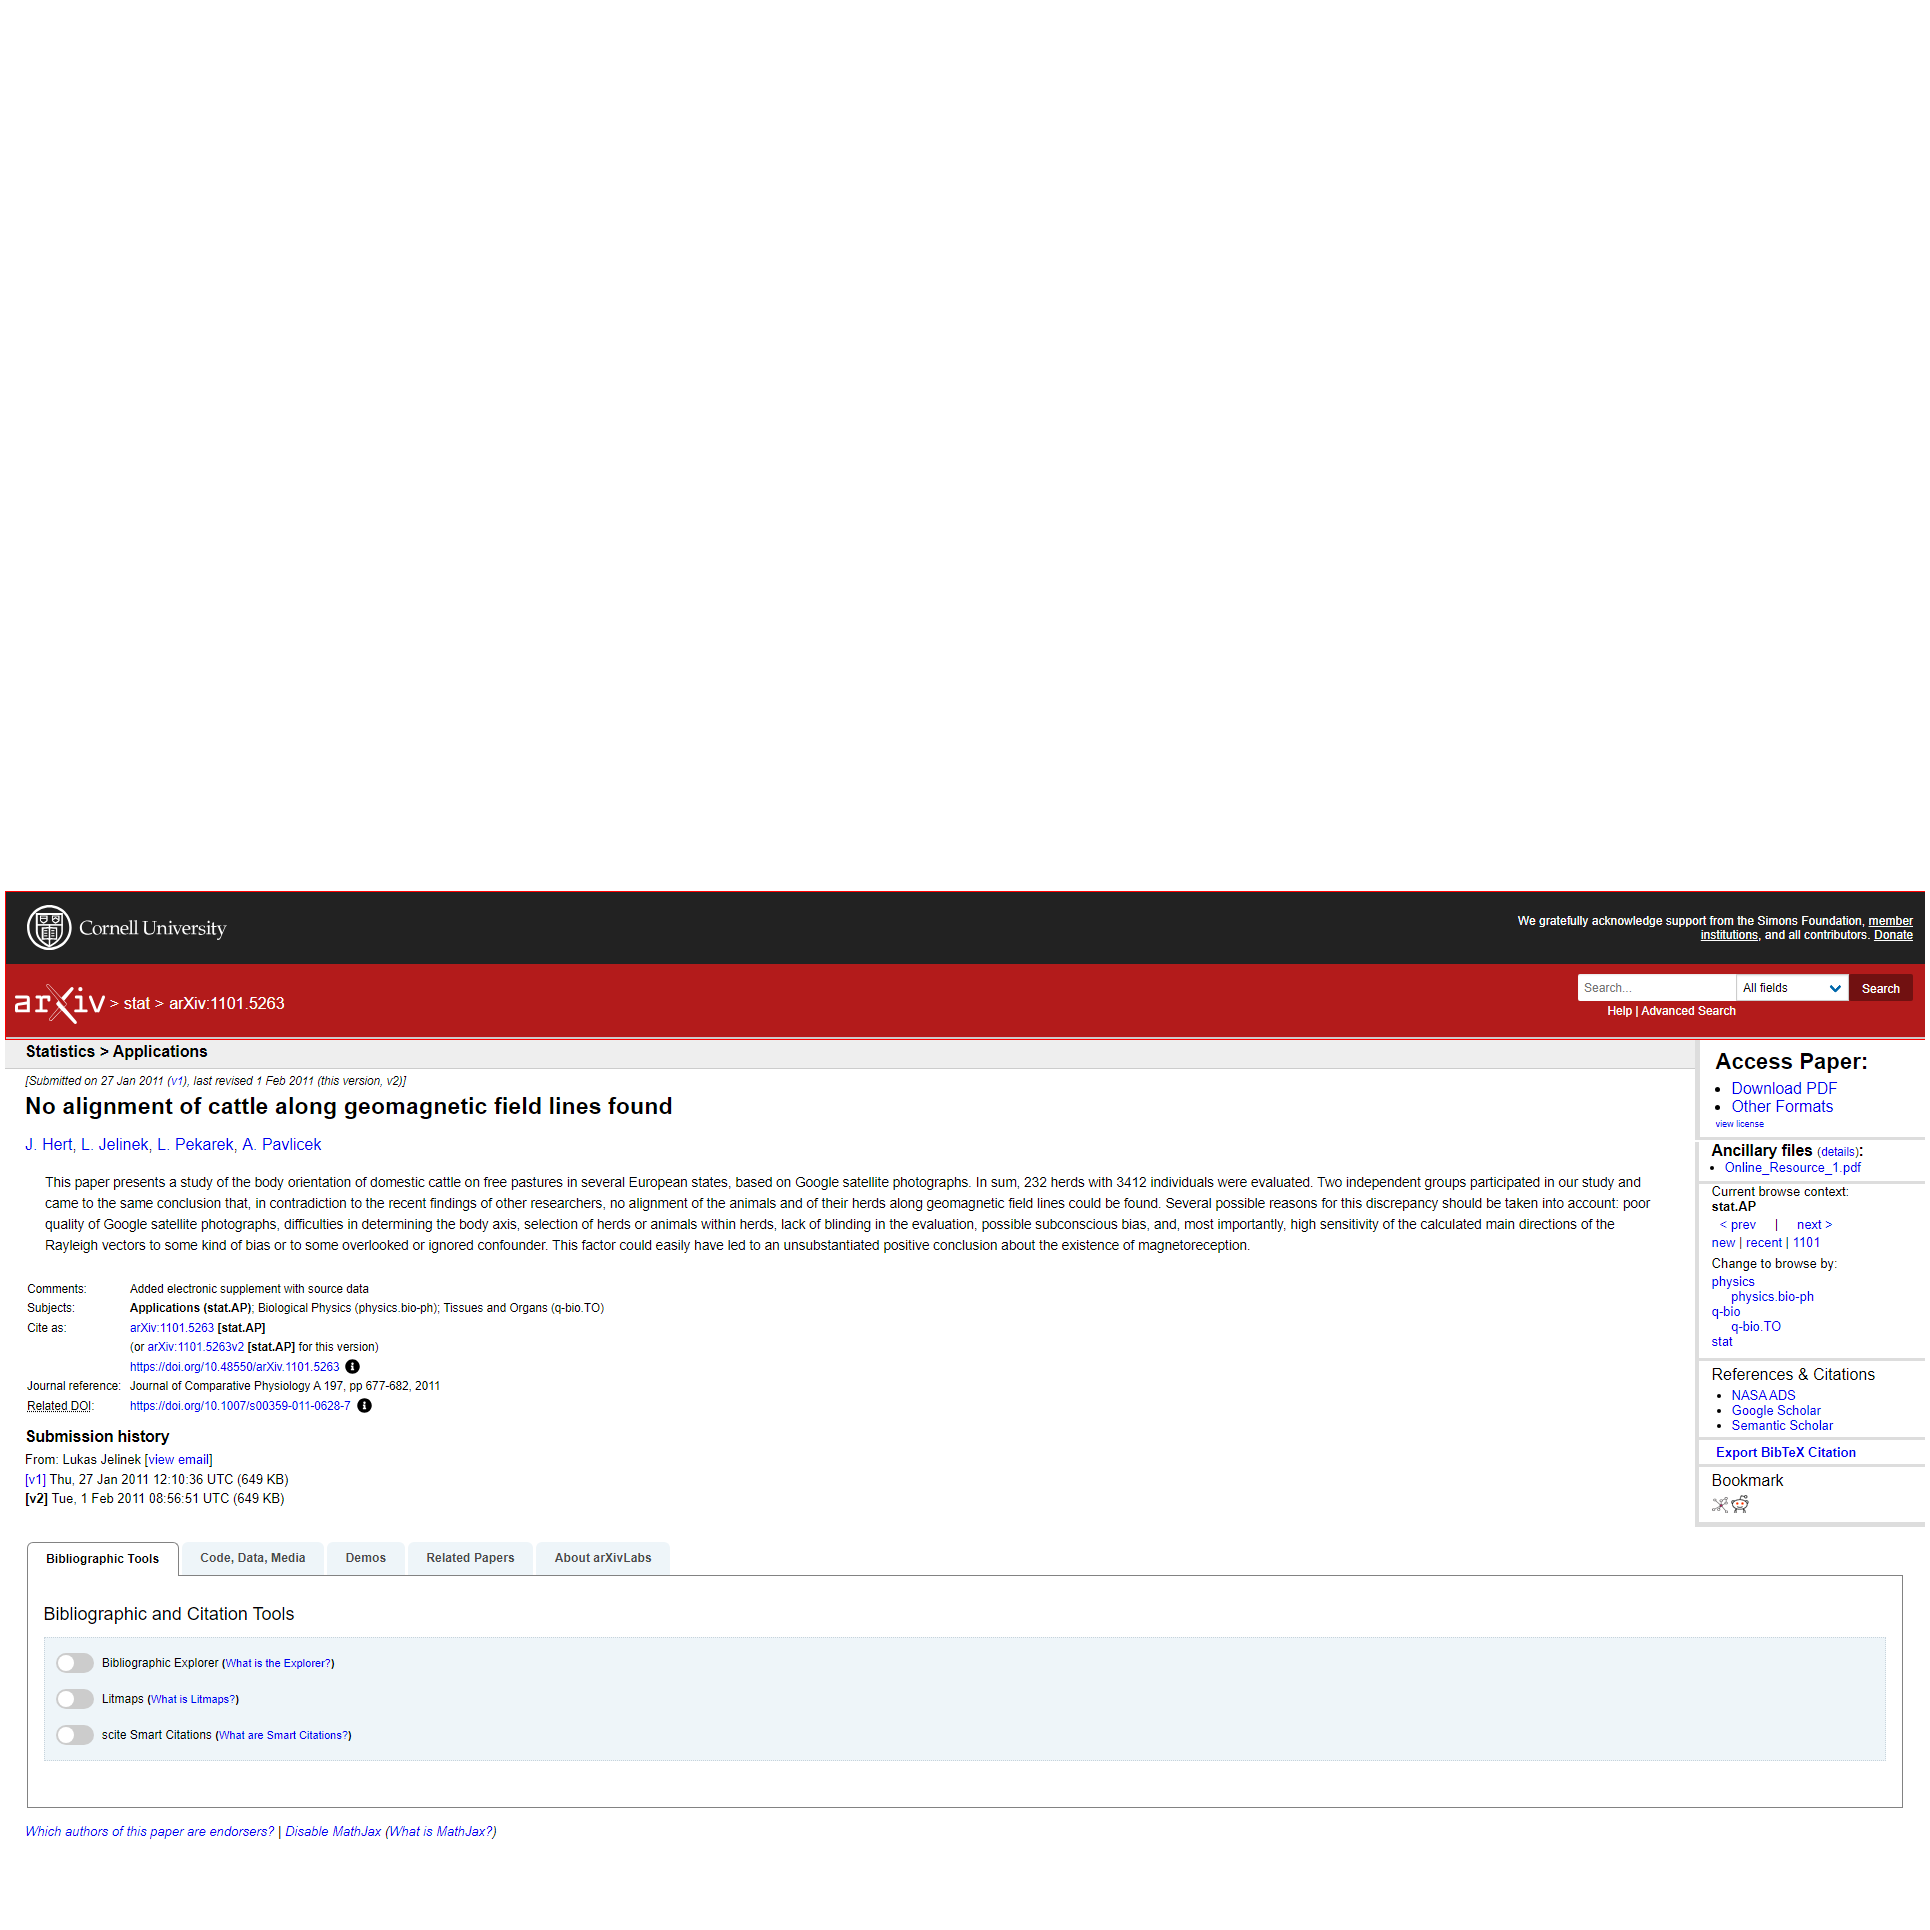 Cornell University
We gratefully acknowledge support from the Simons Foundation, member
institutions, and all contributors. Donate
arXiv > stat > arXiv:1101.5263
Search...
All fields
Search
Help | Advanced Search
Statistics > Applications
[Submitted on 27 Jan 2011 (v1), last revised 1 Feb 2011 (this version, v2)]
No alignment of cattle along geomagnetic field lines found
J. Hert, L. Jelinek, L. Pekarek, A. Pavlicek
This paper presents a study of the body orientation of domestic cattle on free pastures in several European states, based on Google satellite photographs. In sum, 232 herds with 3412 individuals were evaluated. Two independent groups participated in our study and
came to the same conclusion that, in contradiction to the recent findings of other researchers, no alignment of the animals and of their herds along geomagnetic field lines could be found. Several possible reasons for this discrepancy should be taken into account: poor
quality of Google satellite photographs, difficulties in determining the body axis, selection of herds or animals within herds, lack of blinding in the evaluation, possible subconscious bias, and, most importantly, high sensitivity of the calculated main directions of the
Rayleigh vectors to some kind of bias or to some overlooked or ignored confounder. This factor could easily have led to an unsubstantiated positive conclusion about the existence of magnetoreception.
Comments: Added electronic supplement with source data
Subjects: Applications (stat.AP); Biological Physics (physics.bio-ph); Tissues and Organs (q-bio.TO)
Cite as: arXiv:1101.5263 [stat.AP]
(or arXiv:1101.5263v2 [stat.AP] for this version)
https://doi.org/10.48550/arXiv.1101.5263
Journal reference: Journal of Comparative Physiology A 197, pp 677-682, 2011
Related DOI: https://doi.org/10.1007/s00359-011-0628-7
Submission history
From: Lukas Jelinek [view email]
[v1] Thu, 27 Jan 2011 12:10:36 UTC (649 KB)
[v2] Tue, 1 Feb 2011 08:56:51 UTC (649 KB)
Access Paper:
Download PDF
Other Formats
view license
Ancillary files (details):
Online_Resource_1.pdf
Current browse context:
stat.AP
< prev | next >
new | recent | 1101
Change to browse by:
physics
physics.bio-ph
q-bio
q-bio.TO
stat
References & Citations
NASA ADS
Google Scholar
Semantic Scholar
Export BibTeX Citation
Bookmark
Bibliographic Tools
Code, Data, Media
Demos
Related Papers
About arXivLabs
Bibliographic and Citation Tools
Bibliographic Explorer (What is the Explorer?)
Litmaps (What is Litmaps?)
scite Smart Citations (What are Smart Citations?)
Which authors of this paper are endorsers? | Disable MathJax (What is MathJax?)